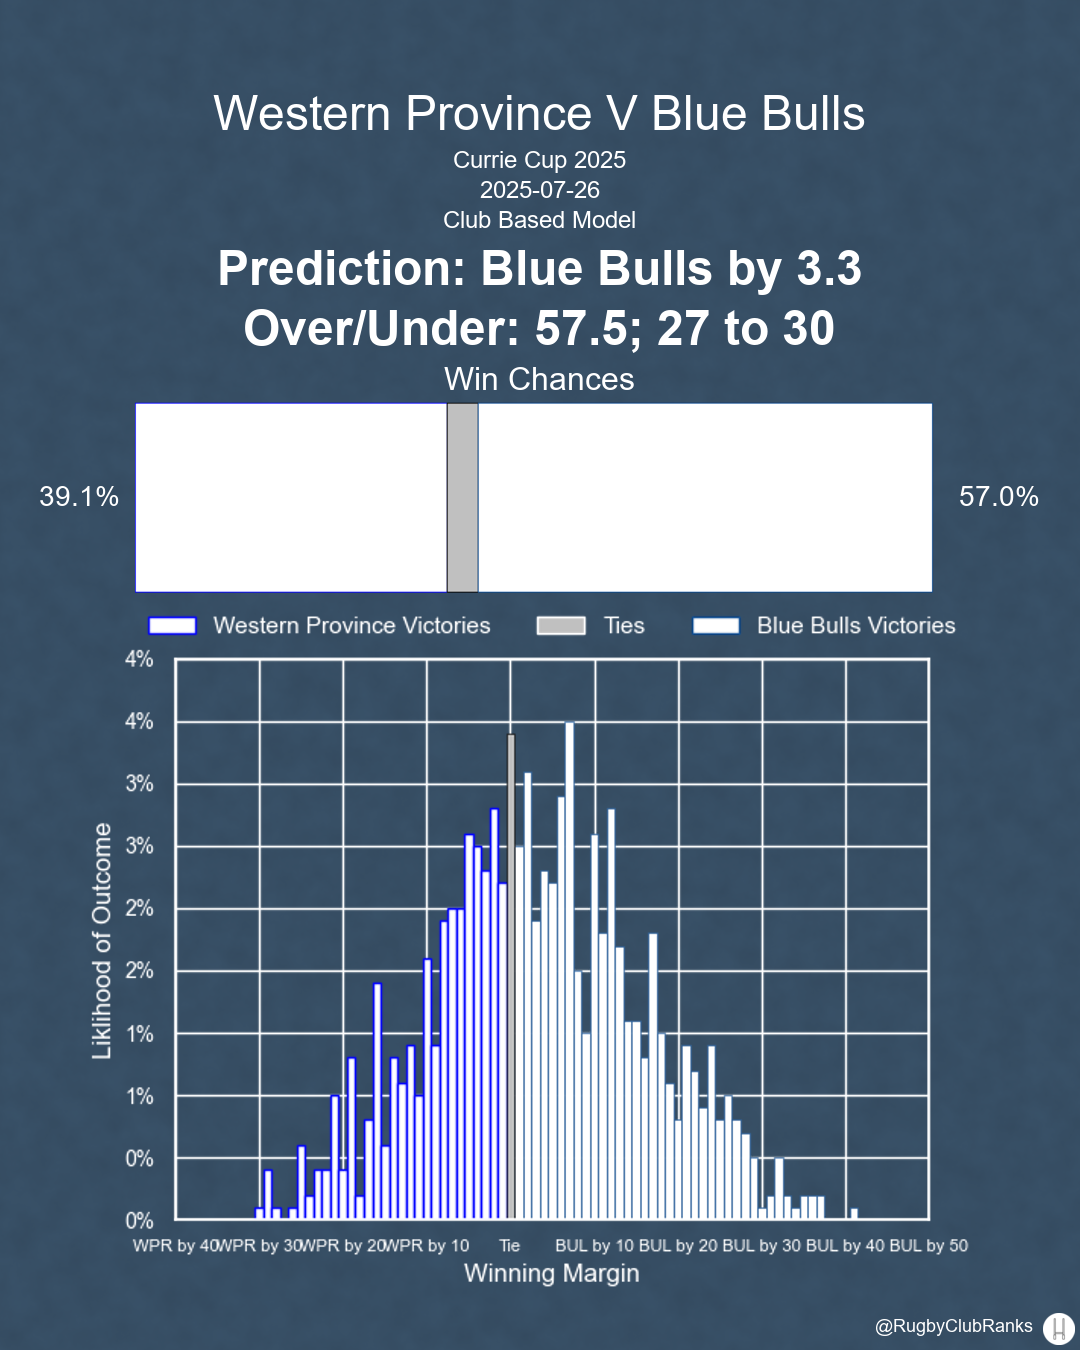 Western Province V Blue Bulls
Currie Cup 2025
2025-07-26
Club Based Model
Prediction: Blue Bulls by 3.3
Over/Under: 57.5; 27 to 30
Win Chances
39.1%
57.0%
Western Province Victories
Ties
Blue Bulls Victories
4%
4%
3%
3%
2%
2%
1%
1%
0%
0%
Liklihood of Outcome
WPR by 40 WPR by 30 WPR by 20 WPR by 10 Tie BUL by 10 BUL by 20 BUL by 30 BUL by 40 BUL by 50
Winning Margin
@RugbyClubRanks